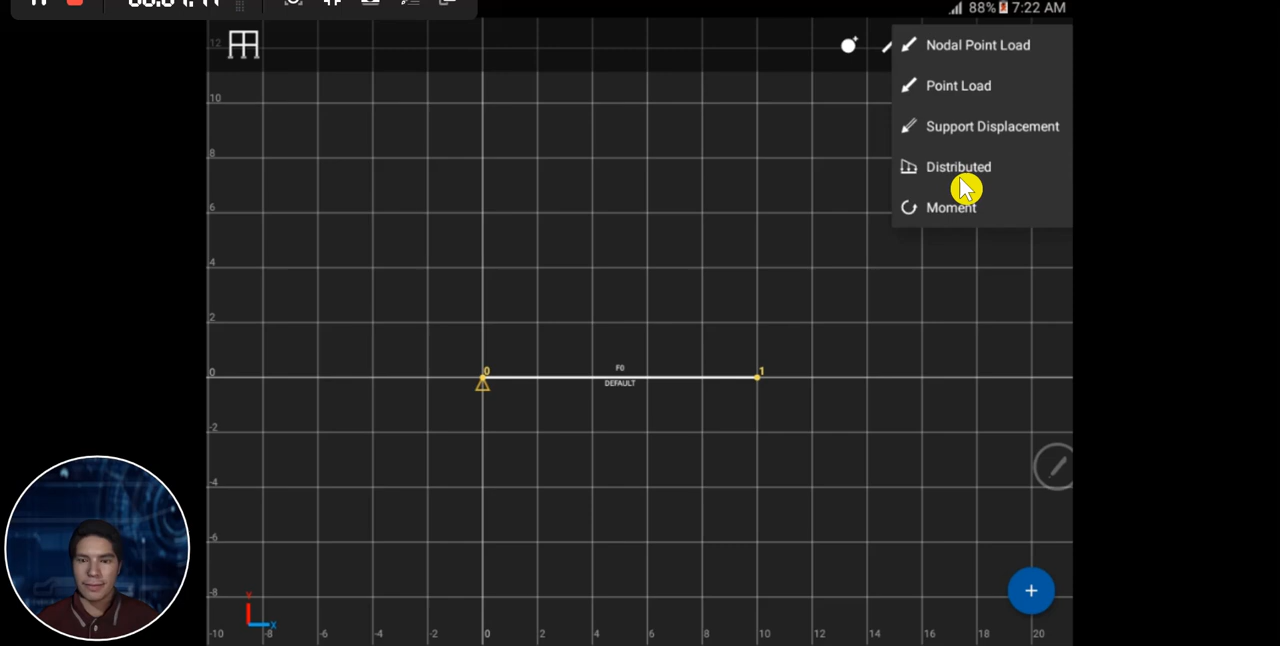 88% 7:22 AM
12
Nodal Point Load
10
Point Load
Support Displacement
8
Distributed
6
Moment
4
2
0
0
F0
1
DEFAULT
-2
-4
-6
-8
Y
X
-10
-8
-6
-4
-2
0
2
4
6
8
10
12
14
16
18
20